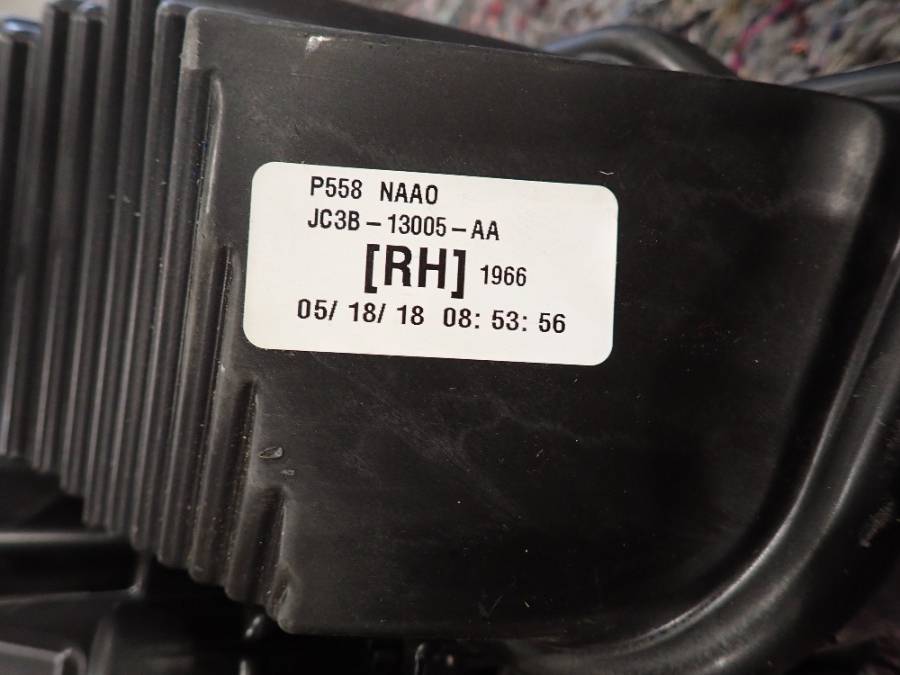 P558 NAAO
JC3B-13005-AA
[RH] 1966
05/ 18/ 18 08: 53: 56